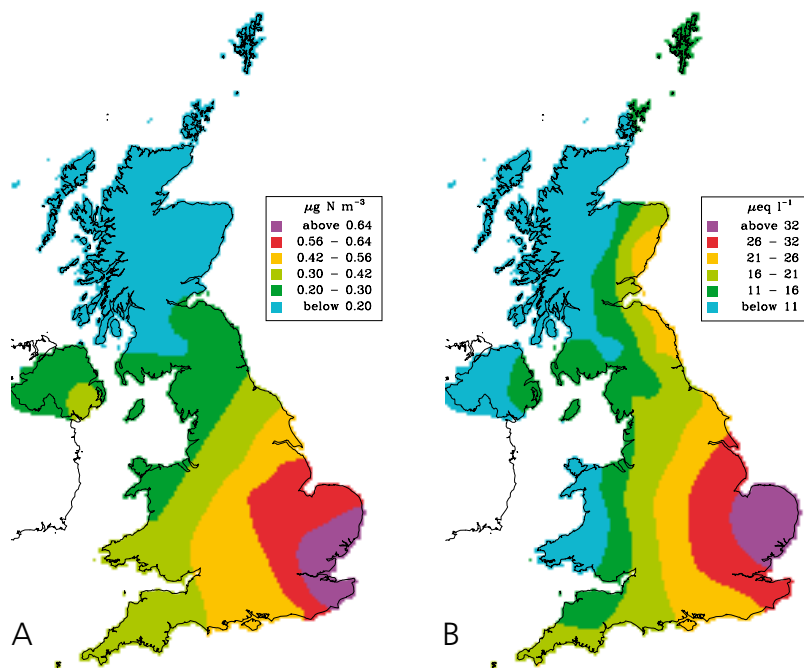 μg N m⁻³
above 0.64
0.56 – 0.64
0.42 – 0.56
0.30 – 0.42
0.20 – 0.30
below 0.20
A
μeq l⁻¹
above 32
26 – 32
21 – 26
16 – 21
11 – 16
below 11
B